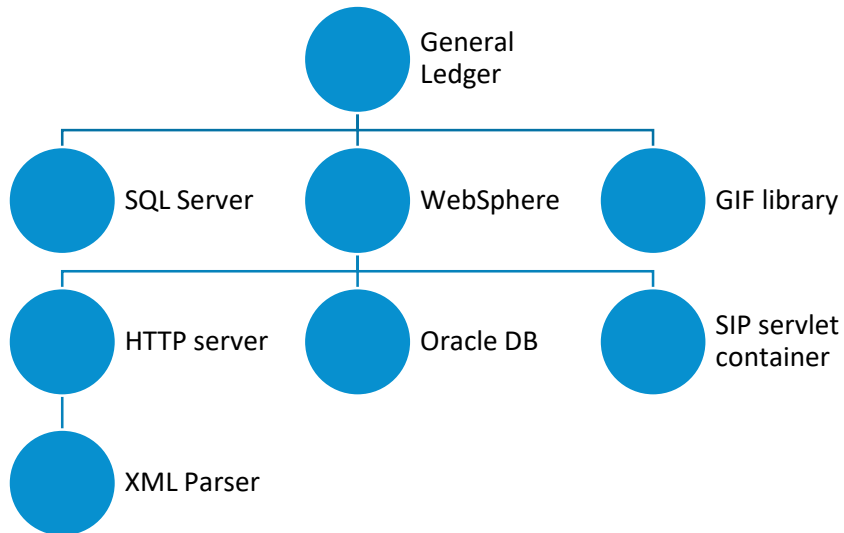 General
Ledger
SQL Server
WebSphere
GIF library
HTTP server
Oracle DB
SIP servlet
container
XML Parser